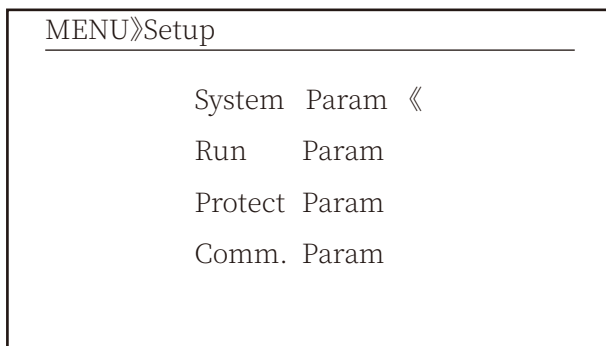 MENU》Setup
System Param 《
Run Param
Protect Param
Comm. Param